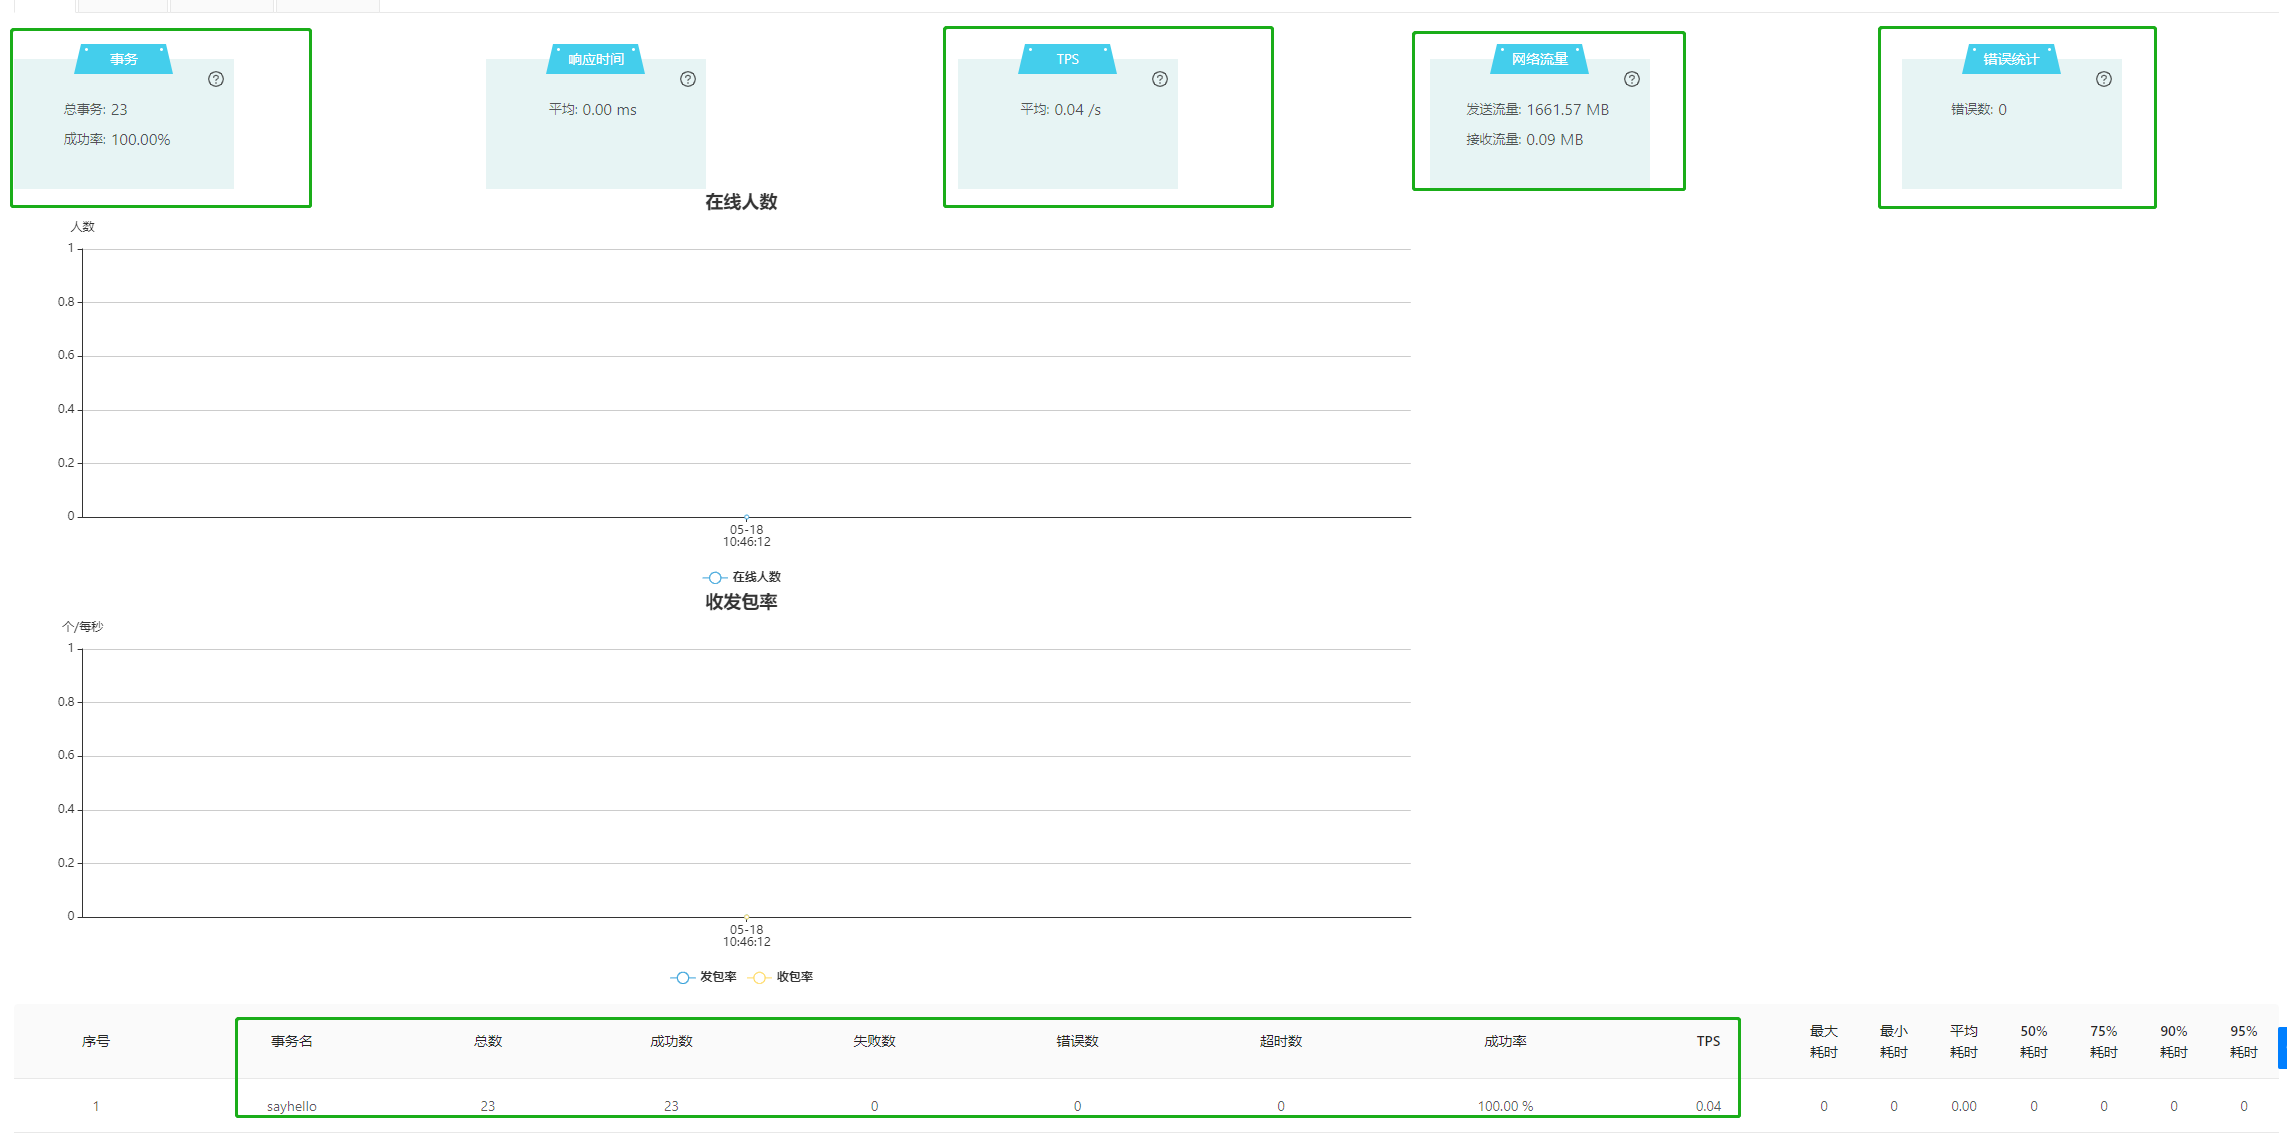 事务
总事务: 23
成功率: 100.00%
响应时间
平均: 0.00 ms
TPS
平均: 0.04 /s
网络流量
发送流量: 1661.57 MB
接收流量: 0.09 MB
错误统计
错误数: 0
在线人数
人数
1
0.8
0.6
0.4
0.2
0
05-18
10:46:12
在线人数
收发包率
个/每秒
1
0.8
0.6
0.4
0.2
0
05-18
10:46:12
发包率 收包率
序号 事务名 总数 成功数 失败数 错误数 超时数 成功率 TPS 最大耗时 最小耗时 平均耗时 50%耗时 75%耗时 90%耗时 95%耗时
1 sayhello 23 23 0 0 0 100.00 % 0.04 0 0 0.00 0 0 0 0